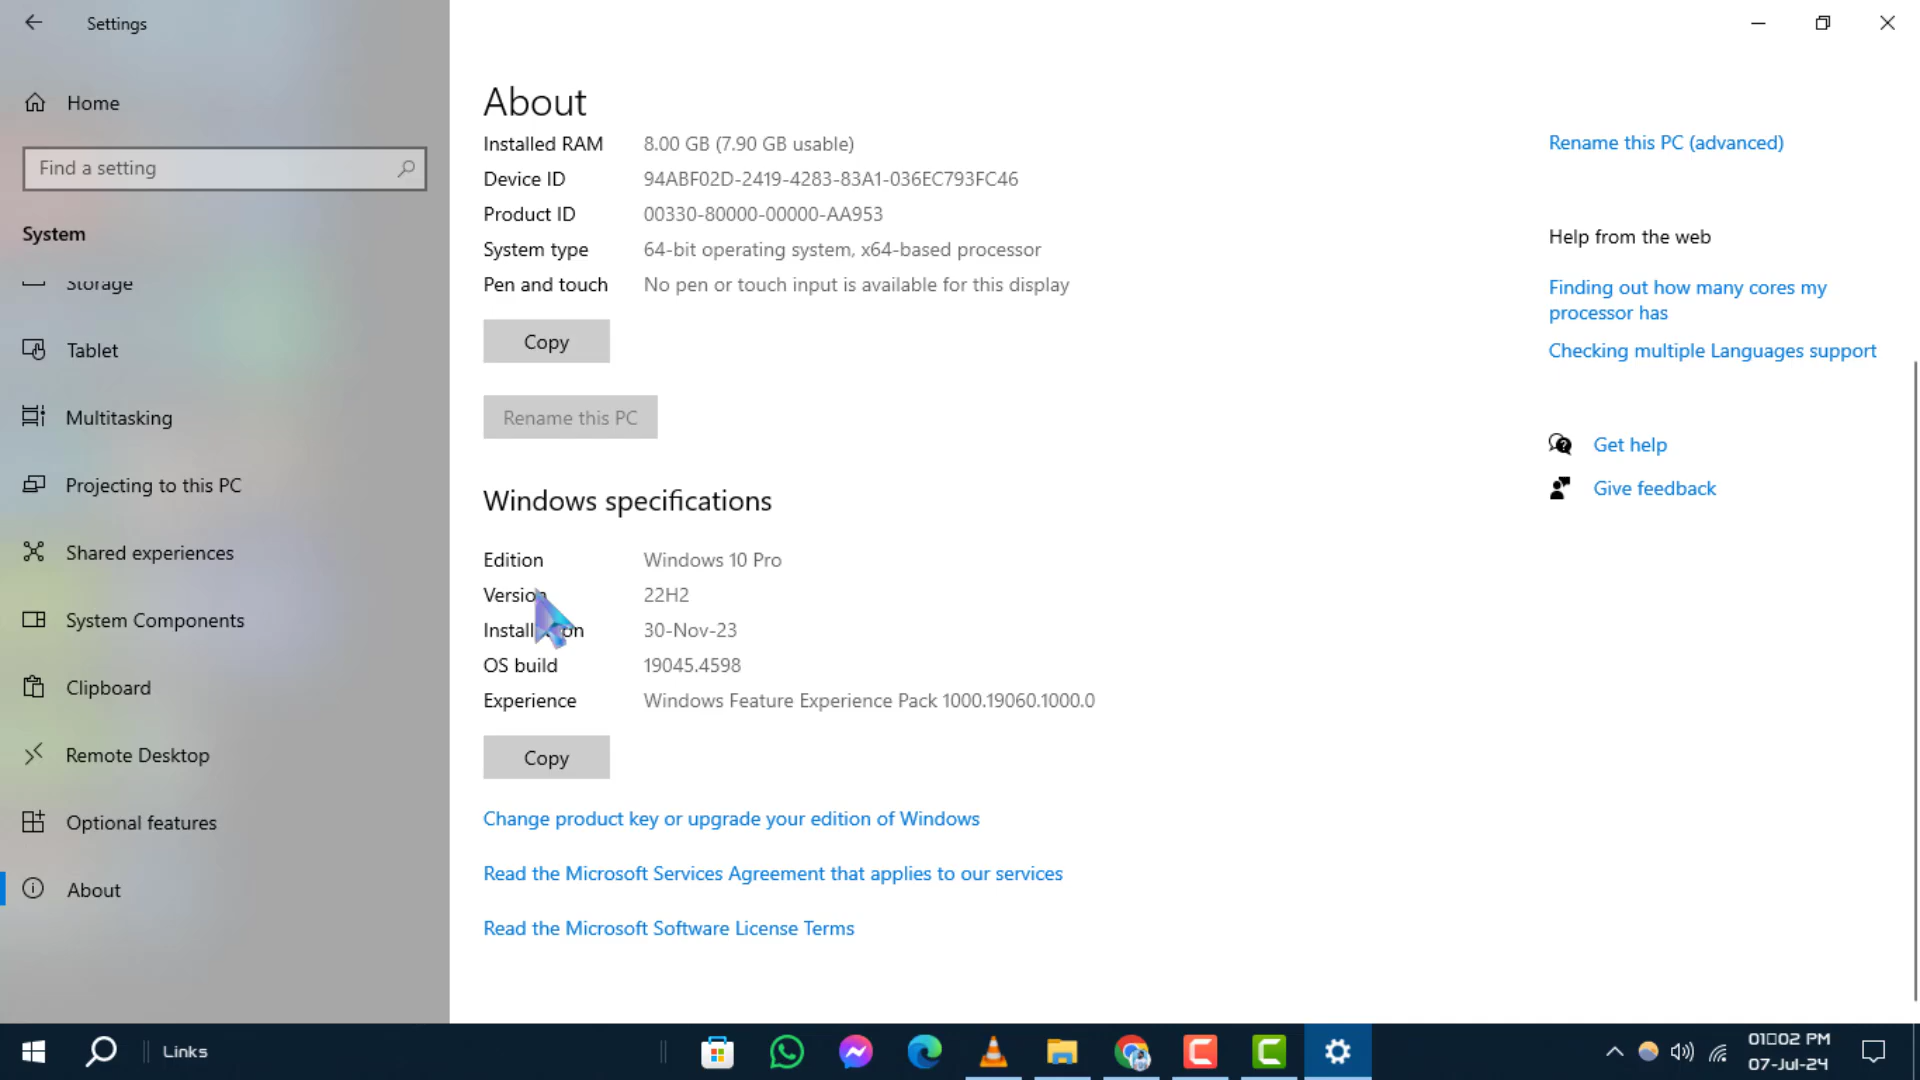 Settings
Home
Find a setting
System
Storage
Tablet
Multitasking
Projecting to this PC
Shared experiences
System Components
Clipboard
Remote Desktop
Optional features
About
About
Installed RAM 8.00 GB (7.90 GB usable)
Device ID 94ABF02D-2419-4283-83A1-036EC793FC46
Product ID 00330-80000-00000-AA953
System type 64-bit operating system, x64-based processor
Pen and touch No pen or touch input is available for this display
Copy
Rename this PC
Windows specifications
Edition Windows 10 Pro
Version 22H2
30-Nov-23
OS build 19045.4598
Experience Windows Feature Experience Pack 1000.19060.1000.0
Copy
Change product key or upgrade your edition of Windows
Read the Microsoft Services Agreement that applies to our services
Read the Microsoft Software License Terms
Rename this PC (advanced)
Help from the web
Finding out how many cores my
processor has
Checking multiple Languages support
Get help
Give feedback
Links
01□02 PM
07-Jul-24